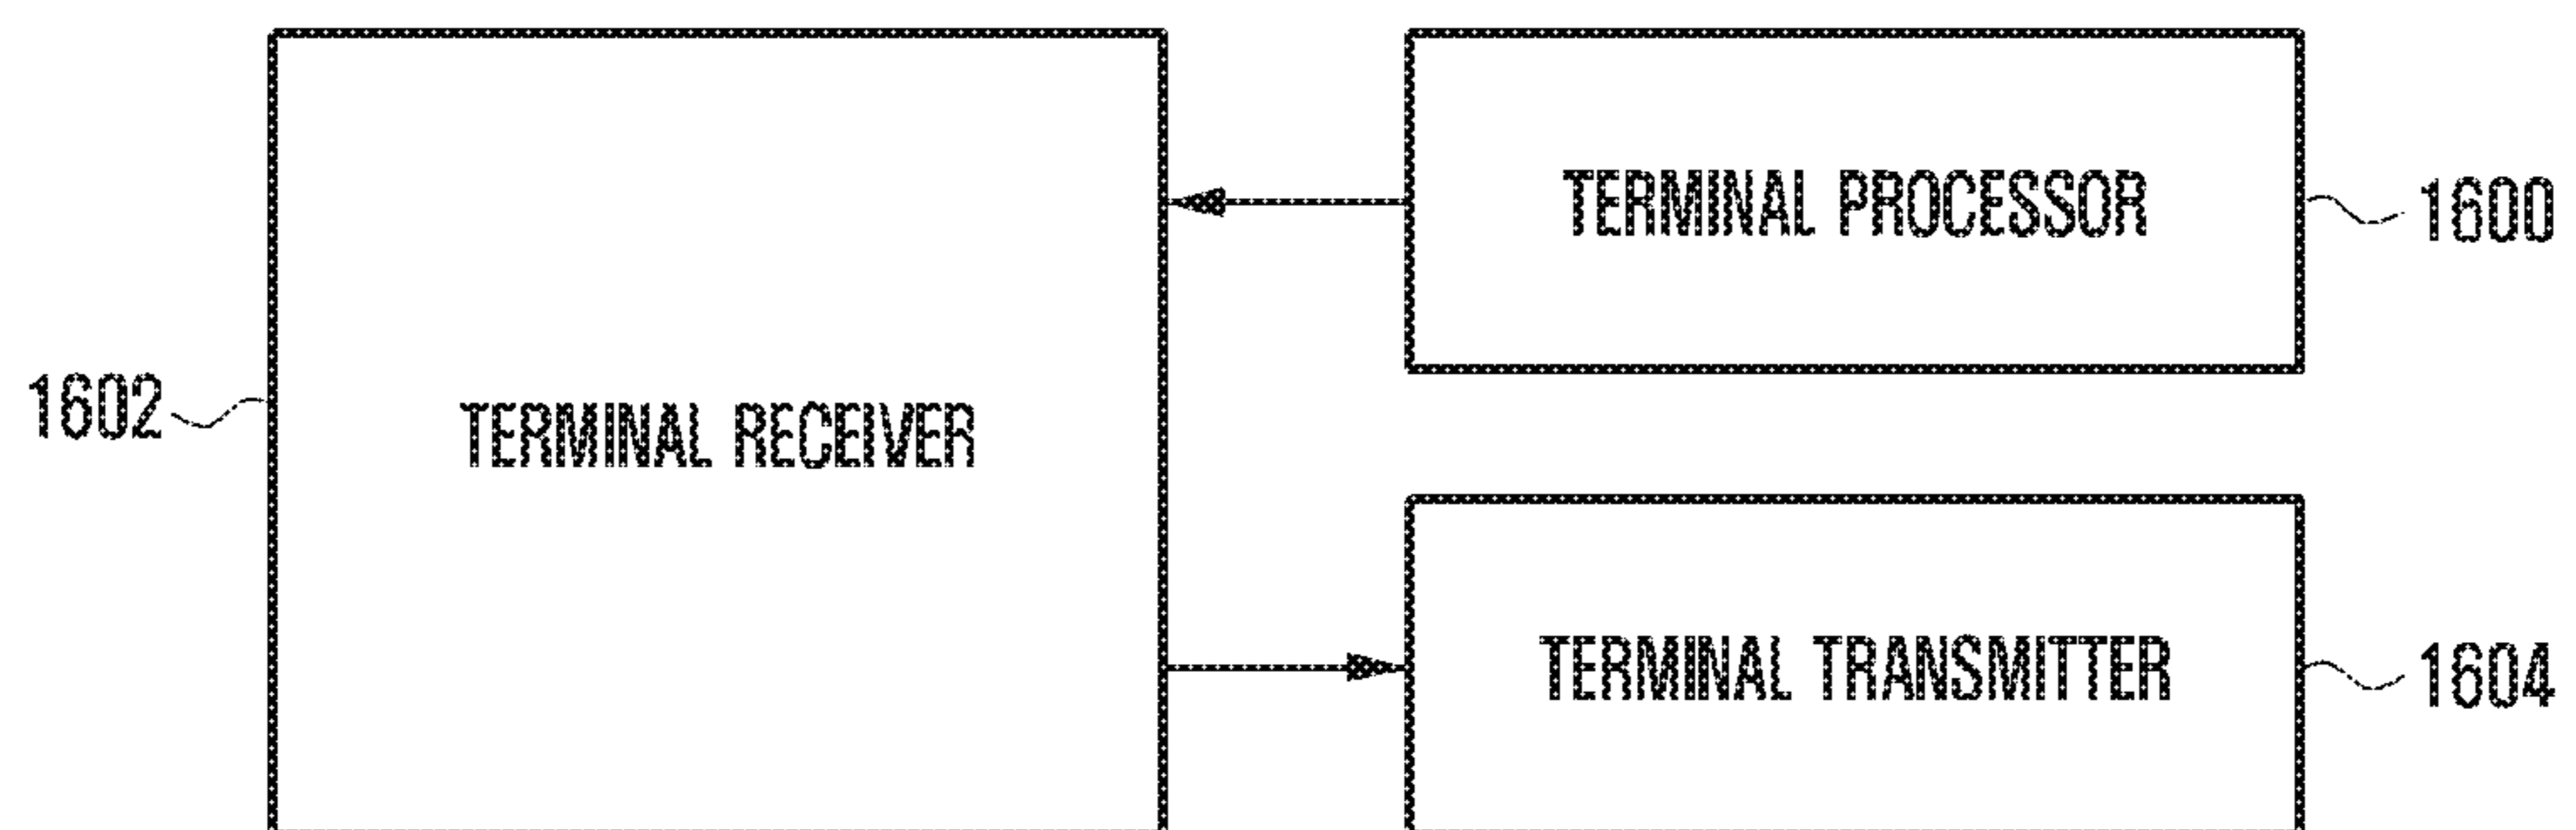 TERMINAL PROCESSOR
1600
1602
TERMINAL RECEIVER
TERMINAL TRANSMITTER
1604